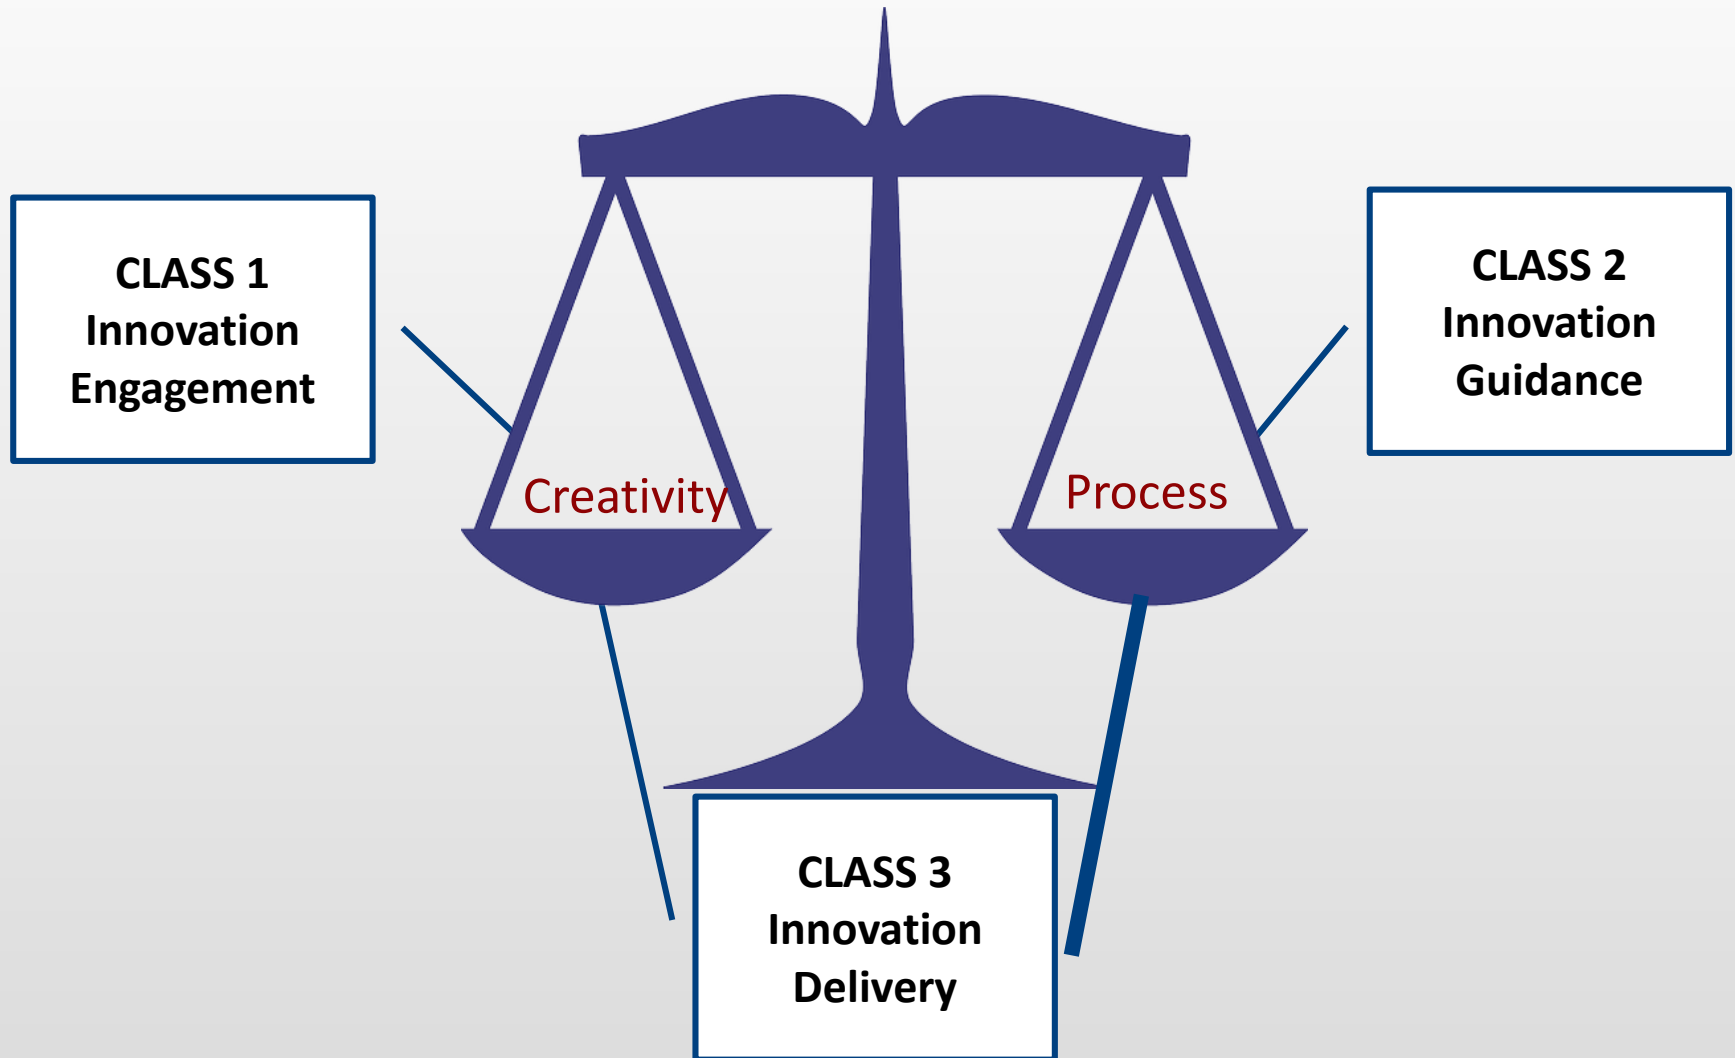 CLASS 1
Innovation
Engagement
Creativity
Process
CLASS 2
Innovation
Guidance
CLASS 3
Innovation
Delivery